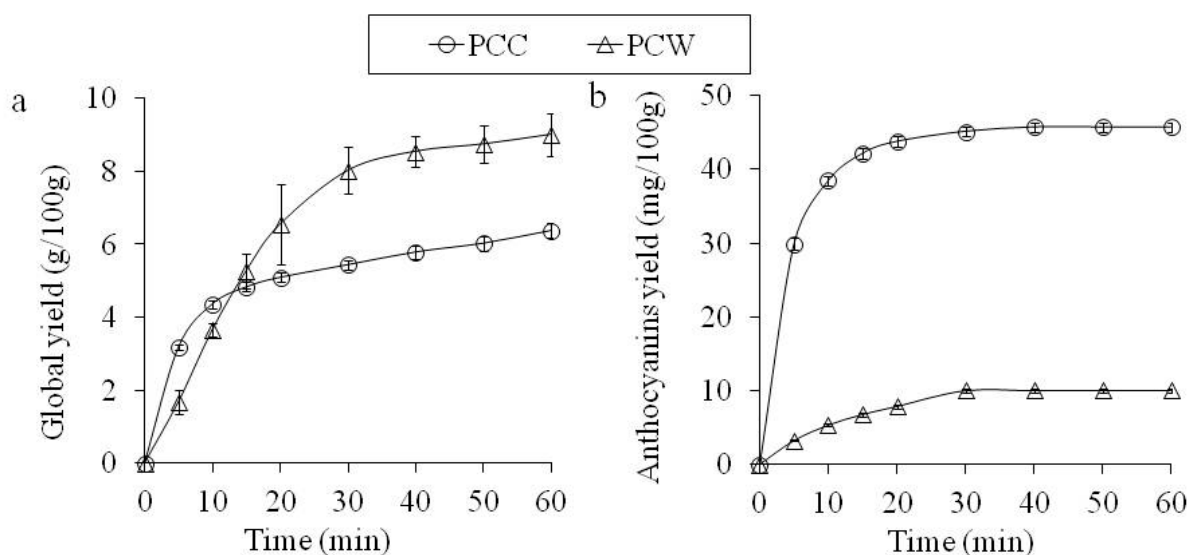 PCC PCW
a
Global yield (g/100g)
10
8
6
4
2
0
0 10 20 30 40 50 60
Time (min)
b
Anthocyanins yield (mg/100g)
50
40
30
20
10
0
0 10 20 30 40 50 60
Time (min)